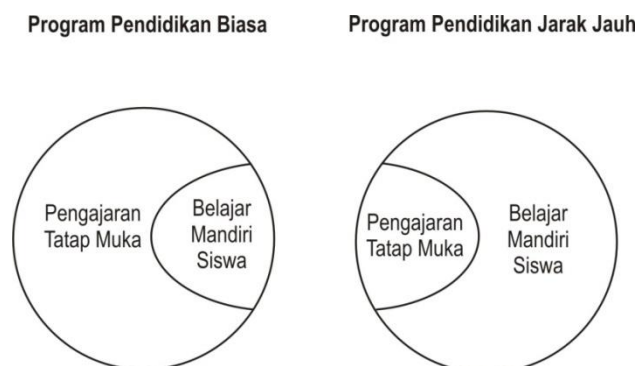 Program Pendidikan Biasa
Program Pendidikan Jarak Jauh
Pengajaran
Tatap Muka
Belajar
Mandiri
Siswa
Pengajaran
Tatap Muka
Belajar
Mandiri
Siswa